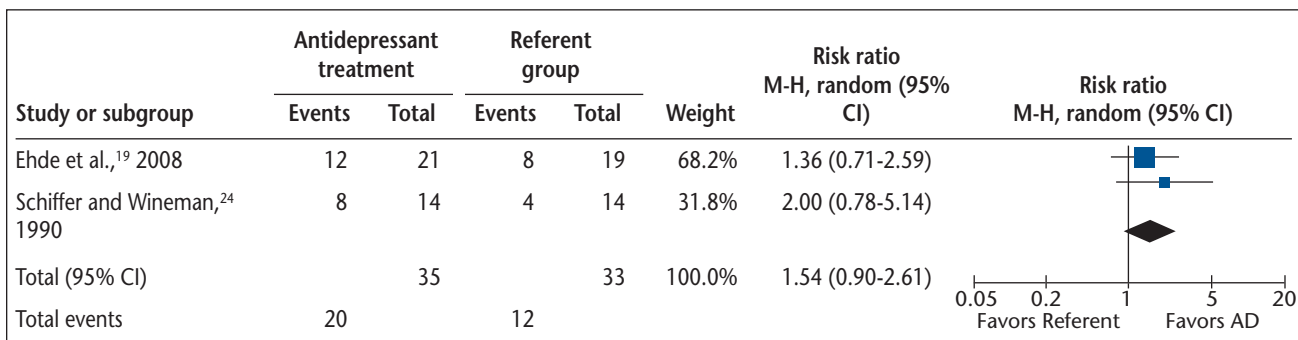 Antidepressant treatment Referent group Risk ratio M-H, random (95% CI) Risk ratio M-H, random (95% CI)
Study or subgroup Events Total Events Total Weight
Ehde et al.,19 2008 12 21 8 19 68.2% 1.36 (0.71-2.59)
Schiffer and Wineman,24 1990 8 14 4 14 31.8% 2.00 (0.78-5.14)
Total (95% CI) 35 33 100.0% 1.54 (0.90-2.61)
0.05 0.2 1 5 20
Total events 20 12 Favors Referent Favors AD